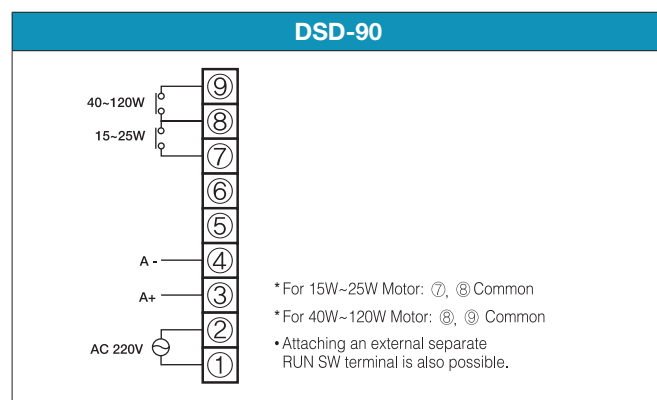 DSD-90
⑨
40~120W
⑧
15~25W
⑦
⑥
⑤
A - ④
A+ ③
②
AC 220V
①
* For 15W~25W Motor: ⑦, ⑧ Common
* For 40W~120W Motor: ⑧, ⑨ Common
• Attaching an external separate
RUN SW terminal is also possible.